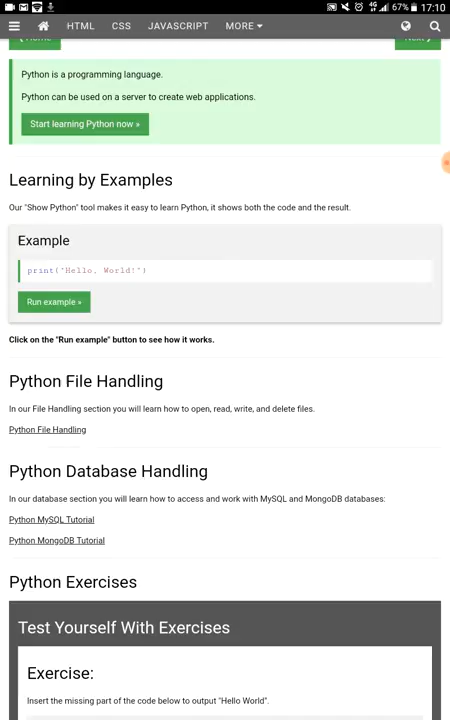 67% 17:10
HTML CSS JAVASCRIPT MORE
Python is a programming language.
Python can be used on a server to create web applications.
Start learning Python now »
Learning by Examples
Our "Show Python" tool makes it easy to learn Python, it shows both the code and the result.
Example
print("Hello, World!")
Run example »
Click on the "Run example" button to see how it works.
Python File Handling
In our File Handling section you will learn how to open, read, write, and delete files.
Python File Handling
Python Database Handling
In our database section you will learn how to access and work with MySQL and MongoDB databases:
Python MySQL Tutorial
Python MongoDB Tutorial
Python Exercises
Test Yourself With Exercises
Exercise:
Insert the missing part of the code below to output "Hello World".